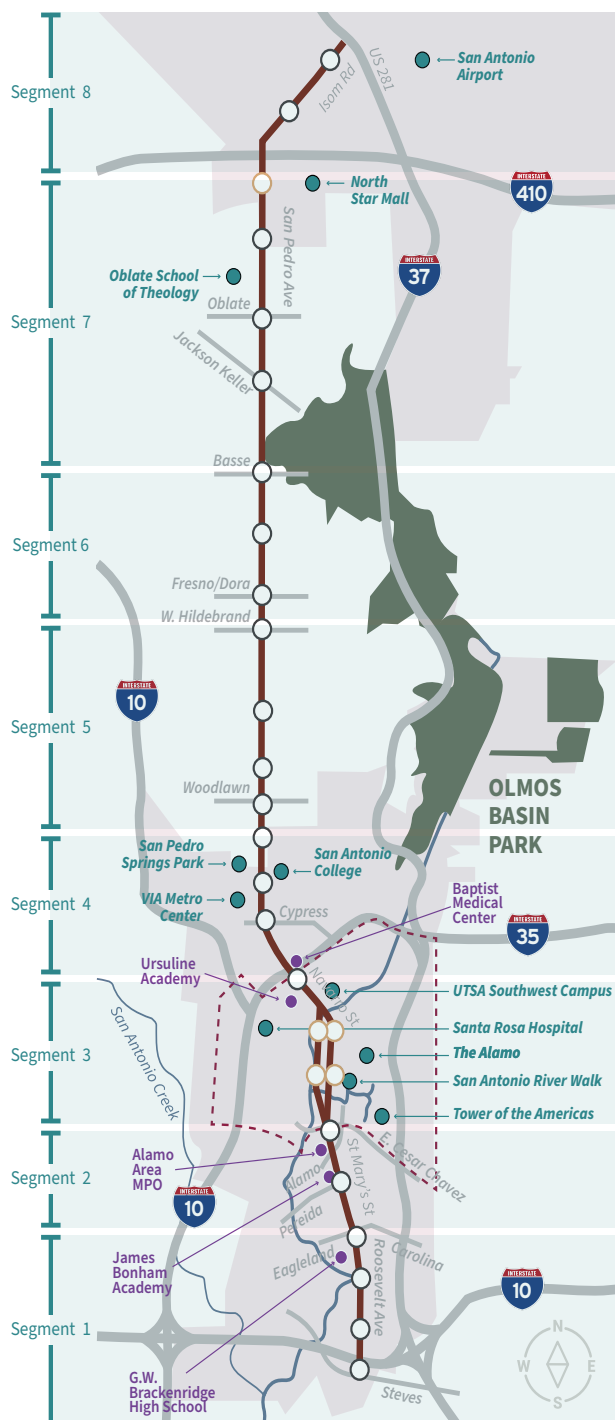 Segment 8
Isom Rd
US 281
San Antonio
Airport
INTERSTATE
410
North
Star Mall
San Pedro Ave
INTERSTATE
37
Oblate School
of Theology
Oblate
Segment 7
Jackson Keller
Basse
Segment 6
Fresno/Dora
W. Hildebrand
INTERSTATE
10
Segment 5
Woodlawn
OLMOS
BASIN
PARK
San Pedro
Springs Park
San Antonio
College
VIA Metro
Center
Segment 4
Baptist
Medical
Center
Cypress
INTERSTATE
35
Ursuline
Academy
Navarro St
UTSA Southwest Campus
San Antonio Creek
Santa Rosa Hospital
Segment 3
The Alamo
San Antonio River Walk
Tower of the Americas
Alamo
Area
MPO
E. Cesar Chavez
Segment 2
Alamo
St Mary's St
INTERSTATE
10
Pereida
James
Bonham
Academy
Eagleland
Carolina
Roosevelt Ave
INTERSTATE
10
Segment 1
G.W.
Brackenridge
High School
Steves
N
W
E
S